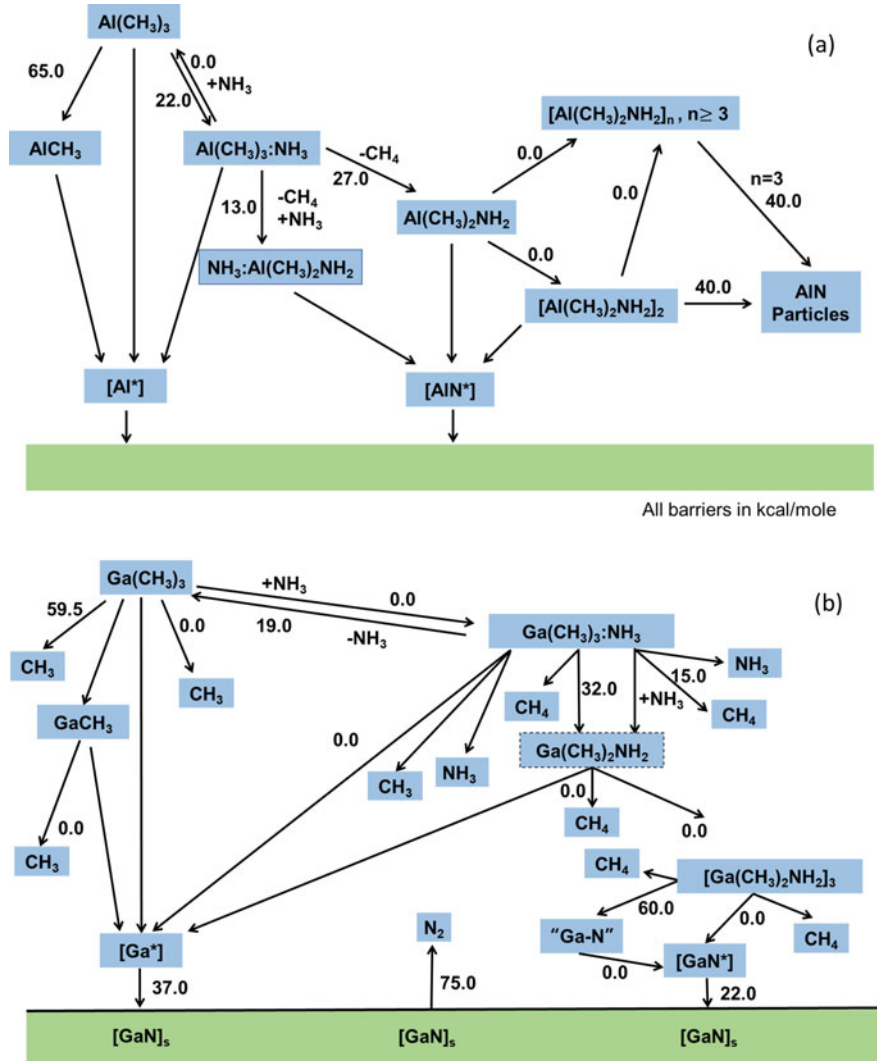 Al(CH₃)₃
(a)
65.0
0.0
+NH₃
22.0
[Al(CH₃)₂NH₂]ₙ , n≥ 3
AlCH₃
Al(CH₃)₃:NH₃
-CH₄
27.0
0.0
n=3
40.0
13.0
-CH₄
+NH₃
0.0
Al(CH₃)₂NH₂
0.0
NH₃:Al(CH₃)₂NH₂
[Al(CH₃)₂NH₂]₂
40.0
AlN
Particles
[Al*]
[AlN*]
All barriers in kcal/mole
(b)
Ga(CH₃)₃
+NH₃
0.0
59.5
0.0
19.0
-NH₃
Ga(CH₃)₃:NH₃
CH₃
CH₃
NH₃
15.0
32.0
+NH₃
CH₄
CH₄
GaCH₃
0.0
Ga(CH₃)₂NH₂
CH₃
NH₃
0.0
0.0
CH₄
0.0
CH₃
CH₄
[Ga(CH₃)₂NH₂]₃
60.0
0.0
N₂
“Ga-N”
CH₄
[Ga*]
[GaN*]
0.0
37.0
75.0
22.0
[GaN]ₛ
[GaN]ₛ
[GaN]ₛ